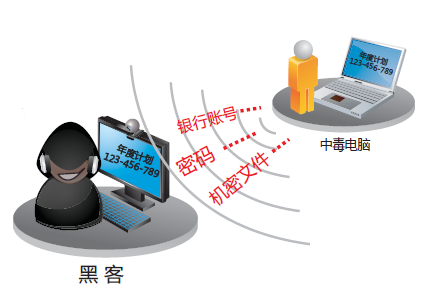 年度计划
123-456-789
银行账号
密码
机密文件
中毒电脑
年度计划
123-456-789
黑客